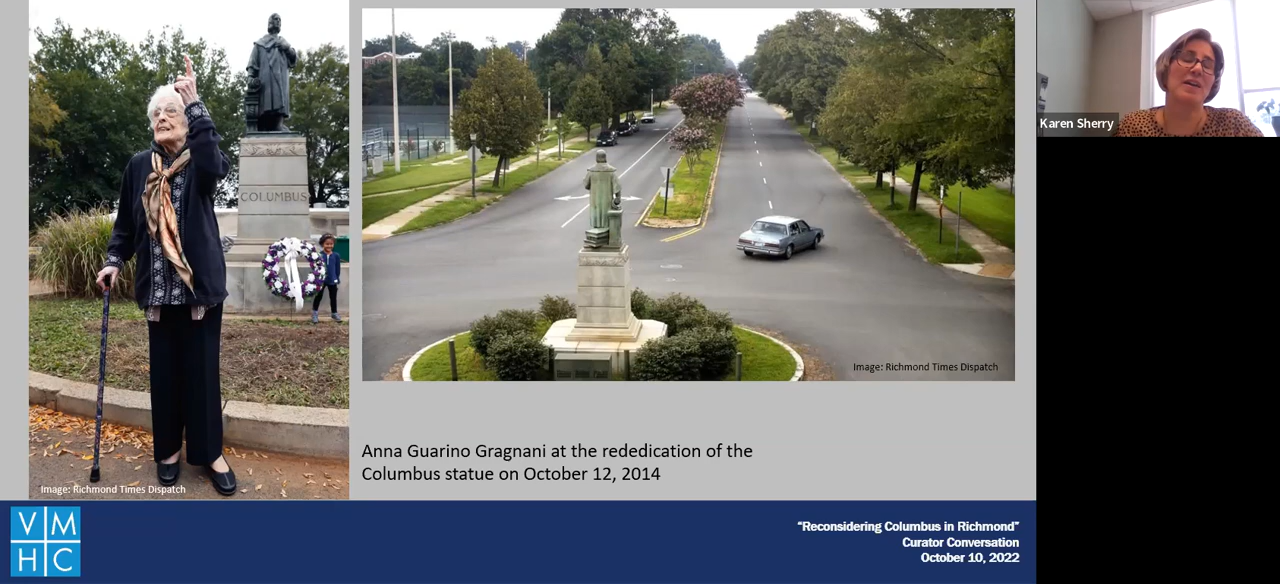 COLUMBUS
Image: Richmond Times Dispatch
Image: Richmond Times Dispatch
Karen Sherry
Anna Guarino Gragnani at the rededication of the
Columbus statue on October 12, 2014
V M
H C
"Reconsidering Columbus in Richmond"
Curator Conversation
October 10, 2022